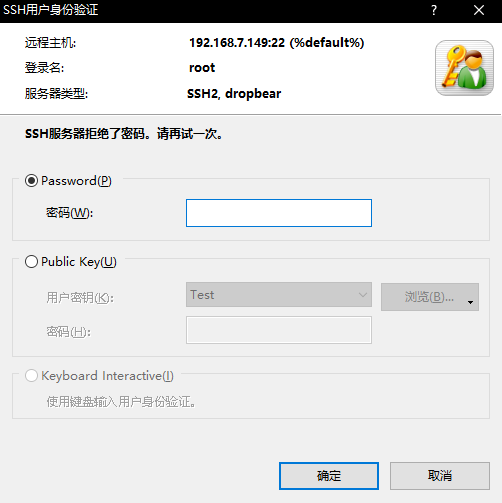 SSH用户身份验证
远程主机: 192.168.7.149:22 (%default%)
登录名: root
服务器类型: SSH2, dropbear
SSH服务器拒绝了密码。请再试一次。
Password(P)
密码(W):
Public Key(U)
用户密钥(K): Test 浏览(B)...
密码(H):
Keyboard Interactive(I)
使用键盘输入用户身份验证。
确定 取消